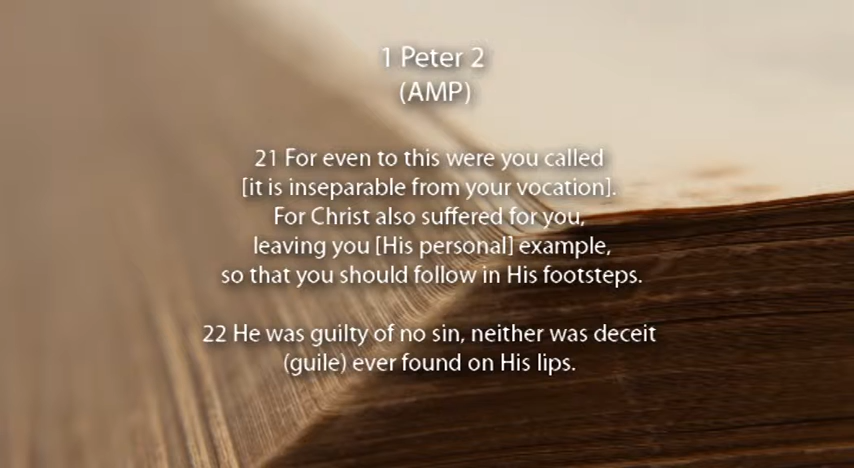 1 Peter 2
(AMP)
21 For even to this were you called
[it is inseparable from your vocation].
For Christ also suffered for you,
leaving you [His personal] example,
so that you should follow in His footsteps.
22 He was guilty of no sin, neither was deceit
(guile) ever found on His lips.